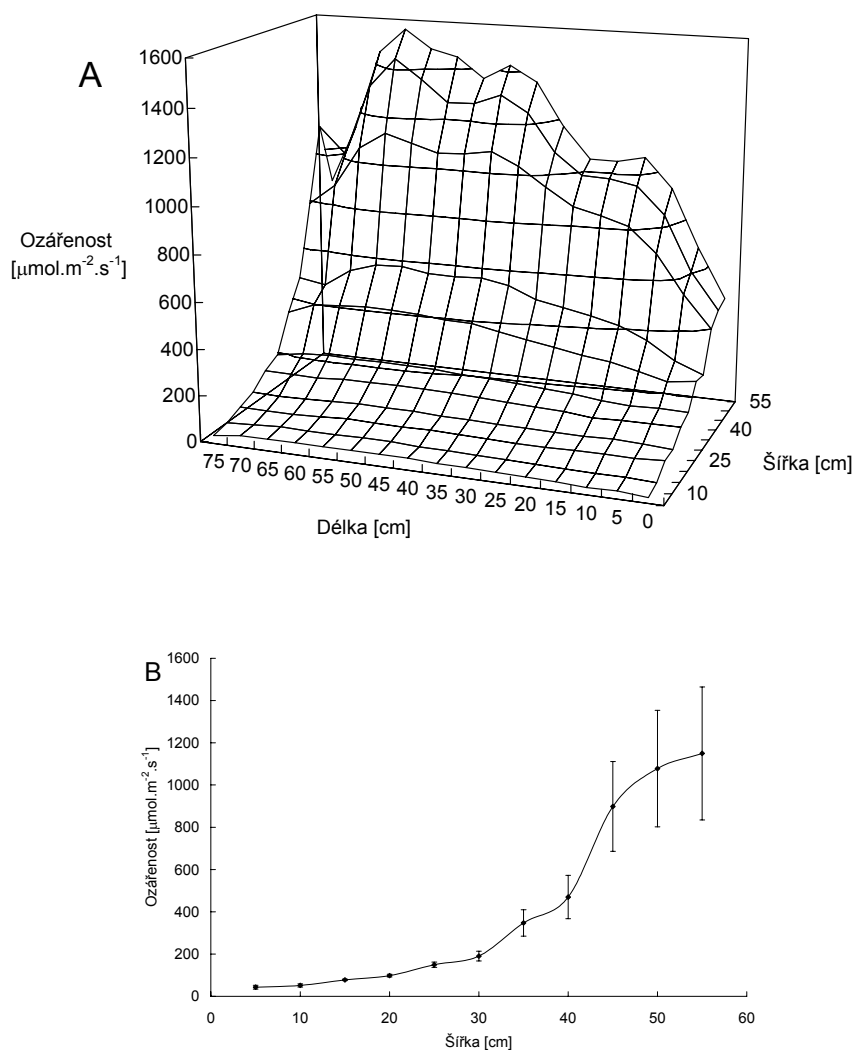 A
1600
1400
1200
1000
800
600
400
200
0
Ozářenost
[μmol.m-2.s-1]
75 70 65 60 55 50 45 40 35 30 25 20 15 10 5 0
Délka [cm]
55
40
25
10
Šířka [cm]
B
1600
1400
1200
1000
800
600
400
200
0
Ozářenost [μmol.m-2.s-1]
0 10 20 30 40 50 60
Šířka [cm]